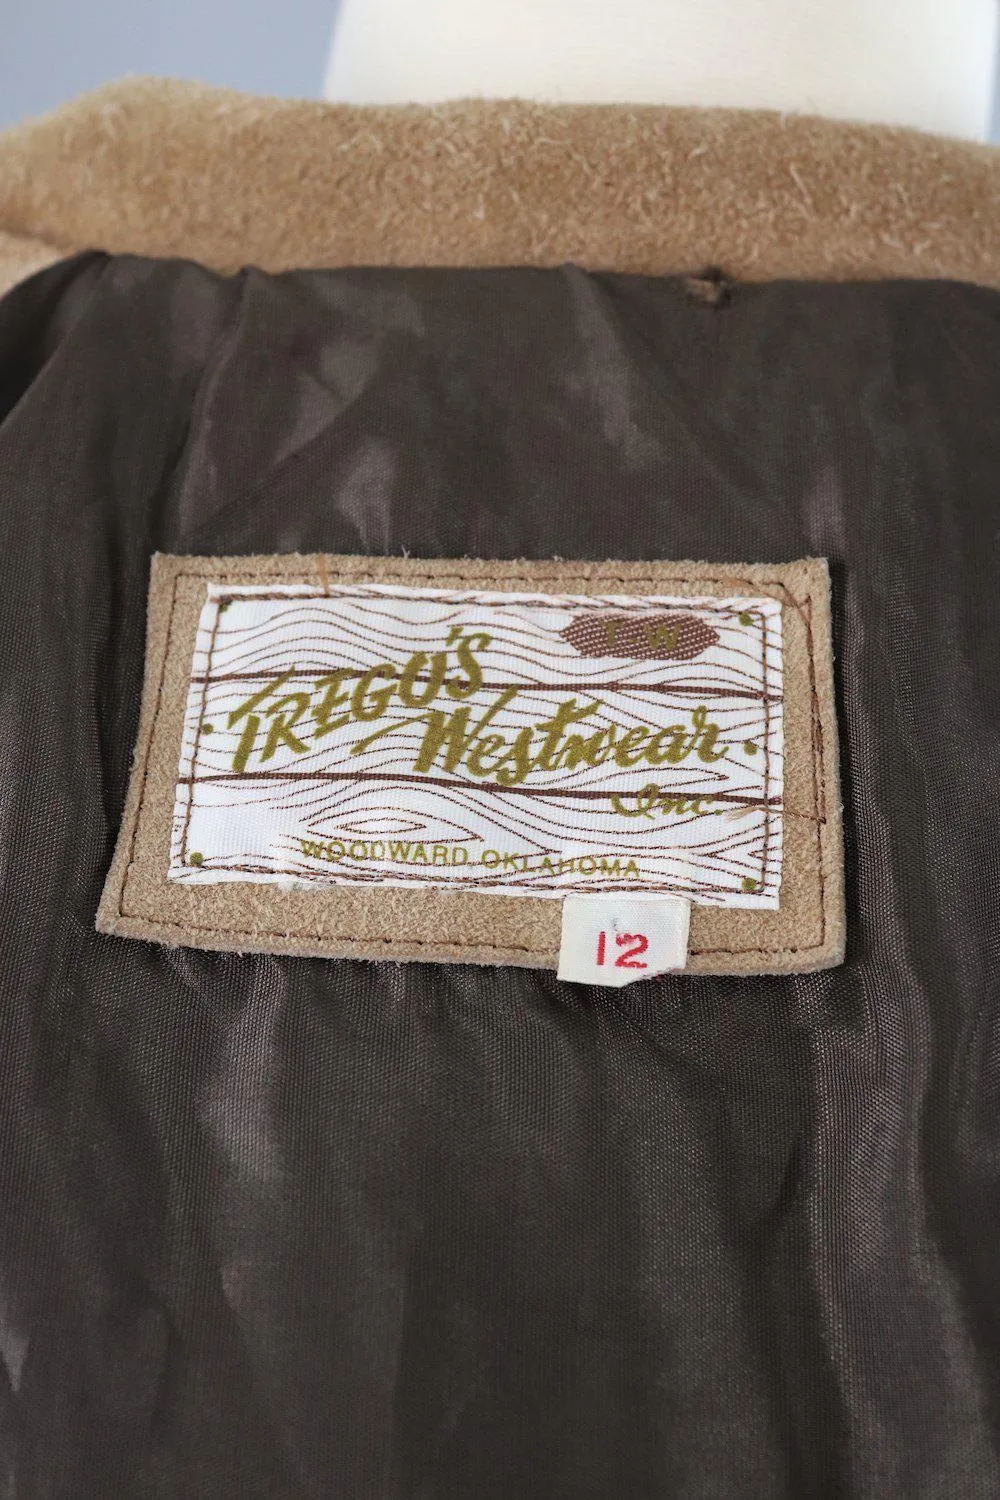 T-W
TREGO'S
Westwear
Inc.
WOODWARD, OKLAHOMA
12